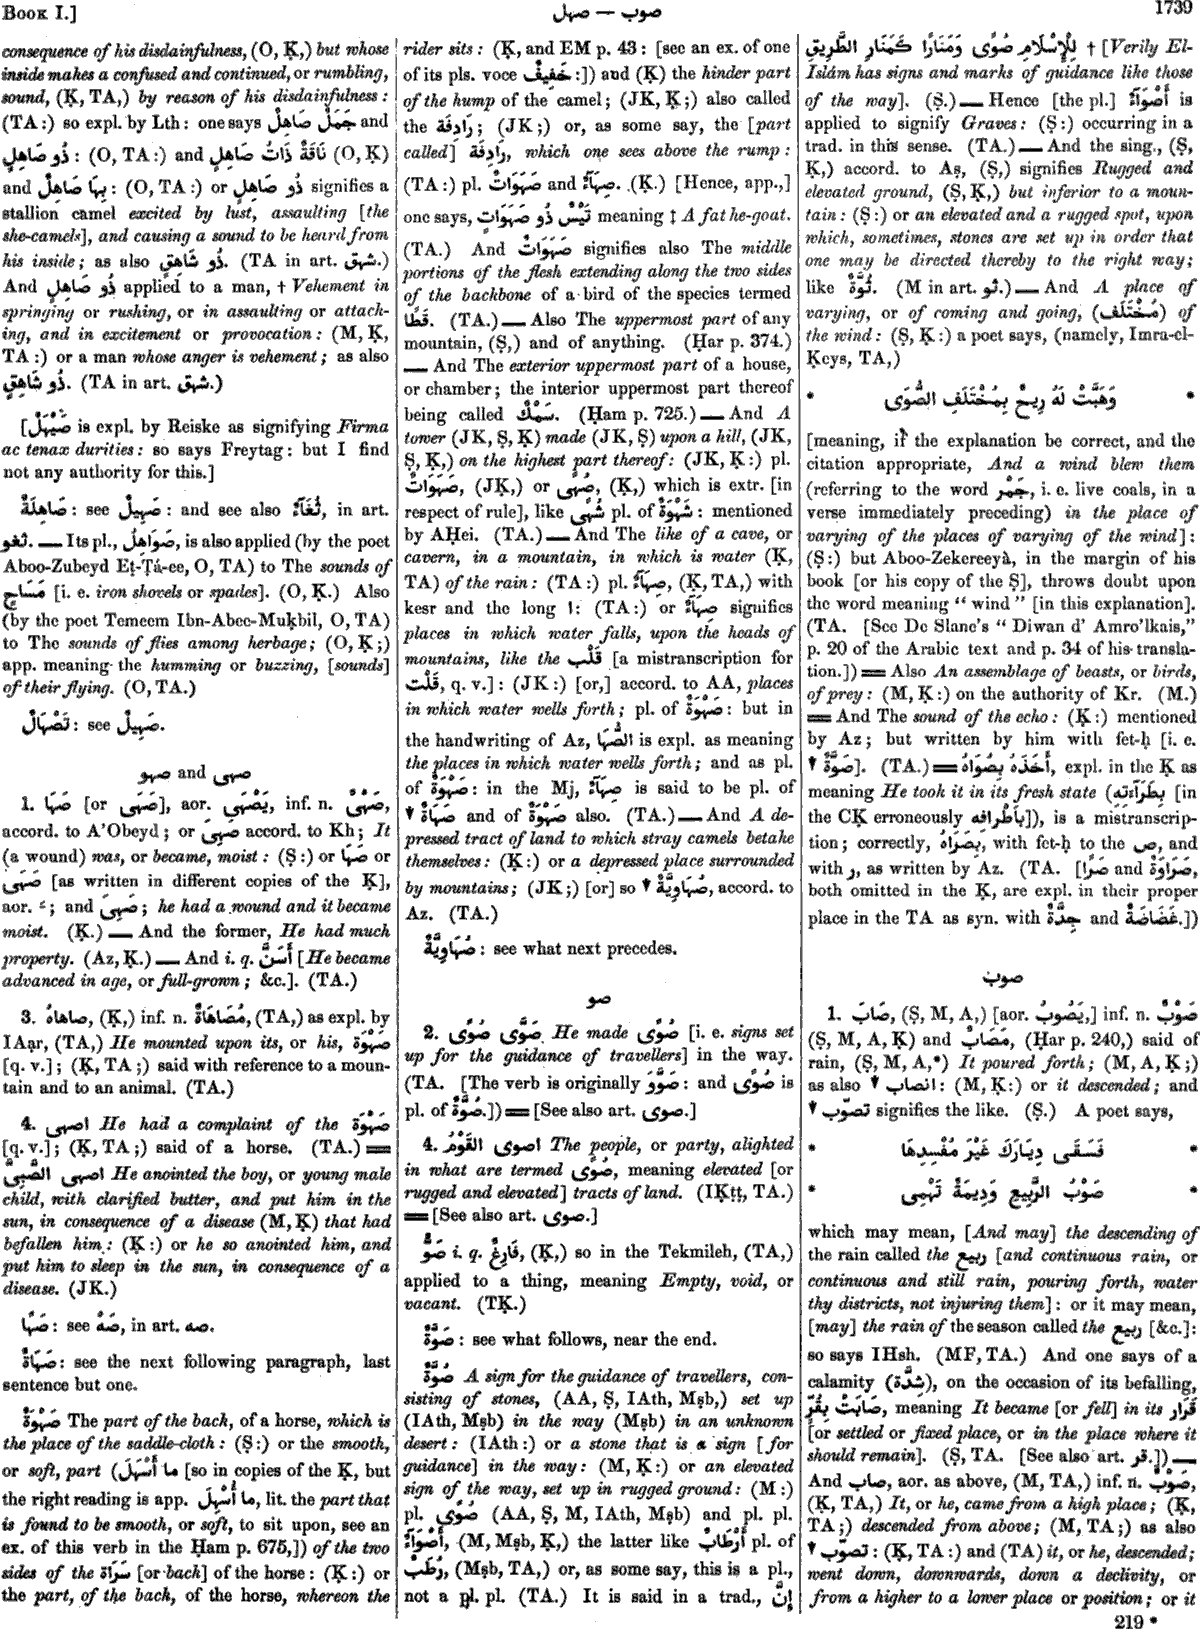 Book I.]
صهل — صوب
1739
consequence of his disdainfulness, (O, Ḳ,) but whose
inside makes a confused and continued, or rumbling,
sound, (Ḳ, TA,) by reason of his disdainfulness:
(TA:) so expl. by Lth: one says جَمَلٌ صَاهِلٌ and
ذُو صَاهِلٍ: (O, TA:) and نَاقَةٌ ذَاتُ صَاهِلٍ (O, Ḳ)
and بِهَا صَاهِلٌ: (O, TA:) or ذُو صَاهِلٍ signifies a
stallion camel excited by lust, assaulting [the
she-camels], and causing a sound to be heard from
his inside; as also ذُو شَاهِقٍ. (TA in art. شهق.)
And ذُو صَاهِلٍ applied to a man, † Vehement in
springing or rushing, or in assaulting or attach-
ing, and in excitement or provocation: (M, Ḳ,
TA:) or a man whose anger is vehement; as also
ذُو شَاهِقٍ. (TA in art. شهق.)
[صَيْهَلٌ is expl. by Reiske as signifying Firma
ac tenax durities: so says Freytag: but I find
not any authority for this.]
صَاهِلَةٌ: see صَهِيلٌ: and see also ثُغَآءٌ, in art.
ثغو. — Its pl., صَوَاهِلُ, is also applied (by the poet
Aboo-Zubeyd Eṭ-Ṭá-ee, O, TA) to The sounds of
مَسَاحٍ [i. e. iron shovels or spades]. (O, Ḳ.) Also
(by the poet Temeem Ibn-Abee-Muḳbil, O, TA)
to The sounds of flies among herbage; (O, Ḳ;)
app. meaning the humming or buzzing, [sounds]
of their flying. (O, TA.)
تَصْهَالٌ: see صَهِيلٌ.
صهو and صهى
1. صَهَا [or صَهَى], aor. يَصْهَى, inf. n. صَهْىٌ,
accord. to A'Obeyd; or صَهِىَ accord. to Kh; It
(a wound) was, or became, moist: (Ṣ:) or صَهَا or
صَهَى [as written in different copies of the Ḳ],
aor. ـَ; and صَهِىَ; he had a wound and it became
moist. (Ḳ.) — And the former, He had much
property. (Az, Ḳ.) — And i. q. أَسَنَّ [He became
advanced in age, or full-grown; &c.]. (TA.)
3. صاهاهُ, (Ḳ,) inf. n. مُصَاهَاةٌ, (TA,) as expl. by
IAạr, (TA,) He mounted upon its, or his, صَهْوَة
[q. v.]; (Ḳ, TA;) said with reference to a moun-
tain and to an animal. (TA.)
4. اصهى He had a complaint of the صَهْوَة
[q. v.]; (Ḳ, TA;) said of a horse. (TA.) ==
اصهى الصَّبِىَّ He anointed the boy, or young male
child, with clarified butter, and put him in the
sun, in consequence of a disease (M, Ḳ) that had
befallen him: (Ḳ:) or he so anointed him, and
put him to sleep in the sun, in consequence of a
disease. (JK.)
صَهًا: see صَهْ, in art. صه.
صَهَاةٌ: see the next following paragraph, last
sentence but one.
صَهْوَةٌ The part of the back, of a horse, which is
the place of the saddle-cloth: (Ṣ:) or the smooth,
or soft, part (ما أَسْهَلَ [so in copies of the Ḳ, but
the right reading is app. ما أُسْهِلَ, lit. the part that
is found to be smooth, or soft, to sit upon, see an
ex. of this verb in the Ḥam p. 675,]) of the two
sides of the سَرَاة [or back] of the horse: (Ḳ:) or
the part, of the back, of the horse, whereon the
rider sits: (Ḳ, and EM p. 43: [see an ex. of one
of its pls. voce خَفِيفٌ:]) and (Ḳ) the hinder part
of the hump of the camel; (JK, Ḳ;) also called
the رَادِفَة; (JK;) or, as some say, the [part
called] رَادِفَة, which one sees above the rump:
(TA:) pl. صَهَوَاتٌ and صِهَآءٌ. (Ḳ.) [Hence, app.,]
one says, تَيْسٌ ذُو صَهَوَاتٍ meaning ‡ A fat he-goat.
(TA.) And صَهَوَاتٌ signifies also The middle
portions of the flesh extending along the two sides
of the backbone of a bird of the species termed
قَطًا. (TA.) — Also The uppermost part of any
mountain, (Ṣ,) and of anything. (Ḥar p. 374.)
— And The exterior uppermost part of a house,
or chamber; the interior uppermost part thereof
being called سَمْكٌ. (Ḥam p. 725.) — And A
tower (JK, Ṣ, Ḳ) made (JK, Ṣ) upon a hill, (JK,
Ṣ, Ḳ,) on the highest part thereof: (JK, Ḳ:) pl.
صَهَوَاتٌ, (JK,) or صُهًى, (Ḳ,) which is extr. [in
respect of rule], like شُهًى pl. of شَهْوَةٌ: mentioned
by AḤei. (TA.) — And The like of a cave, or
cavern, in a mountain, in which is water (Ḳ,
TA) of the rain: (TA:) pl. صِهَآءٌ, (Ḳ, TA,) with
kesr and the long ا: (TA:) or صِهَآءٌ signifies
places in which water falls, upon the heads of
mountains, like the قَلْب [a mistranscription for
قَلْت, q. v.]: (JK:) [or,] accord. to AA, places
in which water wells forth; pl. of صَهْوَةٌ: but in
the handwriting of Az, الصُّهَا is expl. as meaning
the places in which water wells forth; and as pl.
of صَهْوَةٌ: in the Mj, صِهَآءٌ is said to be pl. of
▾ صَهَاةٌ and of صَهْوَةٌ also. (TA.) — And A de-
pressed tract of land to which stray camels betake
themselves: (Ḳ:) or a depressed place surrounded
by mountains; (JK;) [or] so ▾ صُهَاوِيَّةٌ, accord. to
Az. (TA.)
صُهَاوِيَّةٌ: see what next precedes.
صو
2. صَوَّى صُوًى He made صُوًى [i. e. signs set
up for the guidance of travellers] in the way.
(TA. [The verb is originally صَوَّوَ: and صُوًى is
pl. of صُوَّةٌ.]) == [See also art. صوى.]
4. اصوى القَوْمُ The people, or party, alighted
in what are termed صُوًى, meaning elevated [or
rugged and elevated] tracts of land. (IḲṭṭ, TA.)
== [See also art. صوى.]
صَوٌّ i. q. فَارِغٌ, (Ḳ,) so in the Tekmileh, (TA,)
applied to a thing, meaning Empty, void, or
vacant. (TḲ.)
صَوَّةٌ: see what follows, near the end.
صُوَّةٌ A sign for the guidance of travellers, con-
sisting of stones, (AA, Ṣ, IAth, Mṣb,) set up
(IAth, Mṣb) in the way (Mṣb) in an unknown
desert: (IAth:) or a stone that is a sign [for
guidance] in the way: (M, Ḳ:) or an elevated
sign of the way, set up in rugged ground: (M:)
pl. صُوًى (AA, Ṣ, M, IAth, Mṣb) and pl. pl.
أَصْوَآءٌ, (M, Mṣb, Ḳ,) the latter like أَرْطَابٌ pl. of
رُطَبٌ, (Mṣb, TA,) or, as some say, this is a pl.,
not a pl. pl. (TA.) It is said in a trad., إِنَّ
لِلْإِسْلَامِ صُوًى وَمَنَارًا كَمَنَارِ الطَّرِيقِ † [Verily El-
Islám has signs and marks of guidance like those
of the way]. (Ṣ.) — Hence [the pl.] أَصْوَآءٌ is
applied to signify Graves: (Ṣ:) occurring in a
trad. in this sense. (TA.) — And the sing., (Ṣ,
Ḳ,) accord. to Aṣ, (Ṣ,) signifies Rugged and
elevated ground, (Ṣ, Ḳ,) but inferior to a moun-
tain: (Ṣ:) or an elevated and a rugged spot, upon
which, sometimes, stones are set up in order that
one may be directed thereby to the right way;
like ثُوَّةٌ. (M in art. ثو.) — And A place of
varying, or of coming and going, (مُخْتَلَف) of
the wind: (Ṣ, Ḳ:) a poet says, (namely, Imra-el-
Ḳeys, TA,)
* وَهَبَّتْ لَهُ رِيحٌ بِمُخْتَلَفِ الصُّوَى *
[meaning, if the explanation be correct, and the
citation appropriate, And a wind blew them
(referring to the word جَمْر, i. e. live coals, in a
verse immediately preceding) in the place of
varying of the places of varying of the wind]:
(Ṣ:) but Aboo-Zekereeyà, in the margin of his
book [or his copy of the Ṣ], throws doubt upon
the word meaning "wind" [in this explanation].
(TA. [See De Slane's "Diwan d' Amro'lkais,"
p. 20 of the Arabic text and p. 34 of his transla-
tion.]) == Also An assemblage of beasts, or birds,
of prey: (M, Ḳ:) on the authority of Kr. (M.)
== And The sound of the echo: (Ḳ:) mentioned
by Az; but written by him with fet-ḥ [i. e.
▾ صَوَّةٌ]. (TA.) == أَخَذَهُ بِصُوَاهُ, expl. in the Ḳ as
meaning He took it in its fresh state (بِطَرَآءَتِهِ [in
the CḲ erroneously بأَطْرافِه]), is a mistranscrip-
tion; correctly, بِصَرَاهُ, with fet-ḥ to the ص, and
with ر, as written by Az. (TA. [صَرًا and صَرَاوَة,
both omitted in the Ḳ, are expl. in their proper
place in the TA as syn. with جِدَّةٌ and غَضَاضَةٌ.])
صوب
1. صَابَ, (Ṣ, M, A,) [aor. يَصُوبُ,] inf. n. صَوْبٌ
(Ṣ, M, A, Ḳ) and مَصَابٌ, (Ḥar p. 240,) said of
rain, (Ṣ, M, A,*) It poured forth; (M, A, Ḳ;)
as also ▾ انصاب: (M, Ḳ:) or it descended; and
▾ تصوّب signifies the like. (Ṣ.) A poet says,
* فَسَقَى دِيَارَكَ غَيْرَ مُفْسِدِهَا *
* صَوْبُ الرَّبِيعِ وَدِيمَةٌ تَهْمِى *
which may mean, [And may] the descending of
the rain called the ربيع [and continuous rain, or
continuous and still rain, pouring forth, water
thy districts, not injuring them]: or it may mean,
[may] the rain of the season called the ربيع [&c.]:
so says IHsh. (MF, TA.) And one says of a
calamity (شِدَّة), on the occasion of its befalling,
صَابَتْ بِقُرٍّ, meaning It became [or fell] in its قَرَار
[or settled or fixed place, or in the place where it
should remain]. (Ṣ, TA. [See also art. قر.]) —
And صاب, aor. as above, (M, TA,) inf. n. صَوْبٌ,
(Ḳ, TA,) It, or he, came from a high place; (Ḳ,
TA;) descended from above; (M, TA;) as also
▾ تصوّب: (Ḳ, TA:) and (TA) it, or he, descended;
went down, downwards, down a declivity, or
from a higher to a lower place or position; or it
219 *